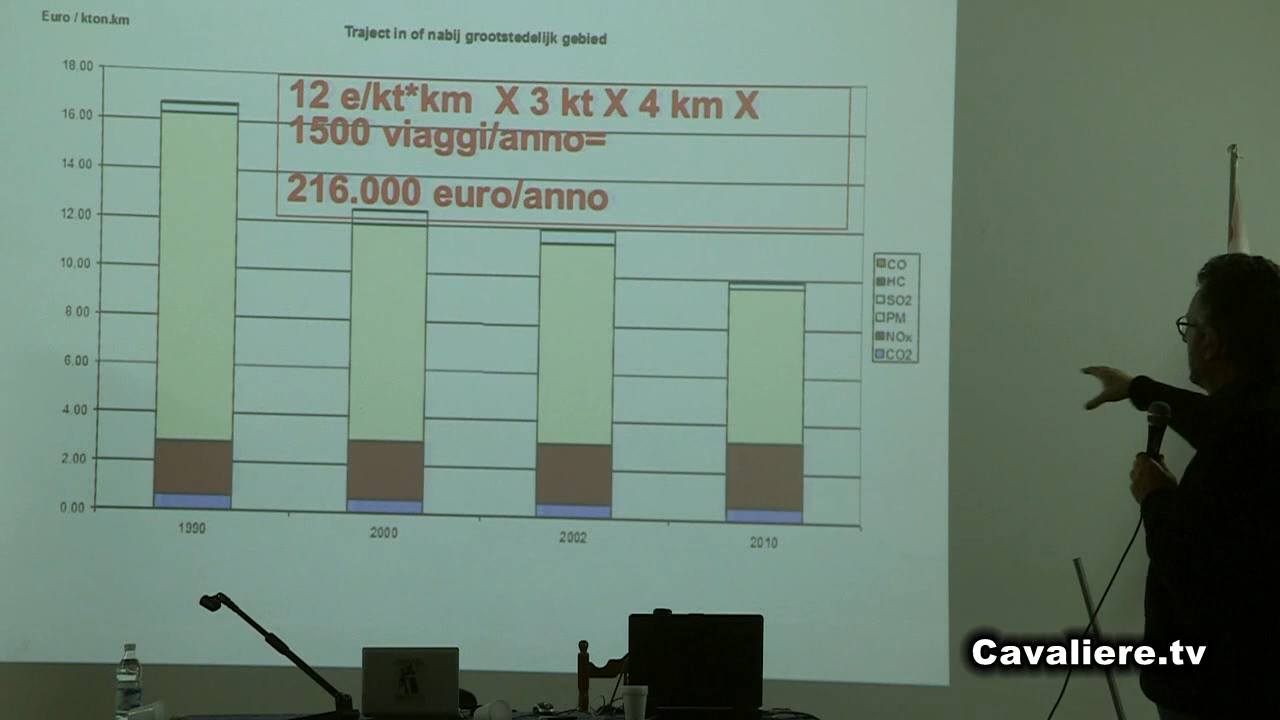 Euro / kton.km
Traject in of nabij grootstedelijk gebied
12 e/kt*km X 3 kt X 4 km X
1500 viaggi/anno=
216.000 euro/anno
18.00
16.00
14.00
12.00
10,00
8.00
6.00
4.00
2.00
0.00
1990
2000
2002
2010
CO
HC
SO2
PM
NOx
CO2
Cavaliere.tv